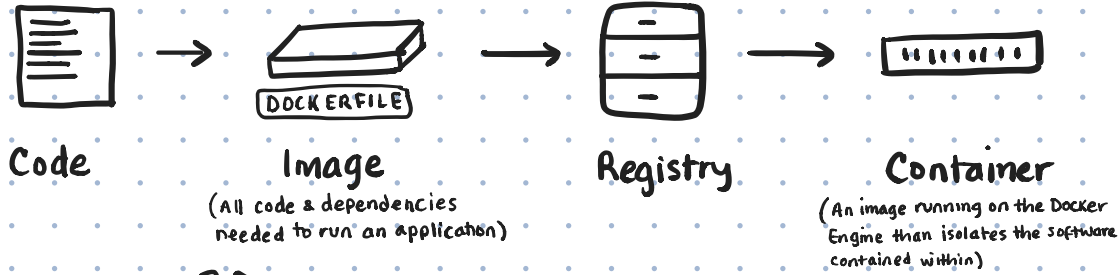 DOCKERFILE
Code
Image
Registry
Container
(All code & dependencies
needed to run an application)
(An image running on the Docker
Engine than isolates the software
contained within)